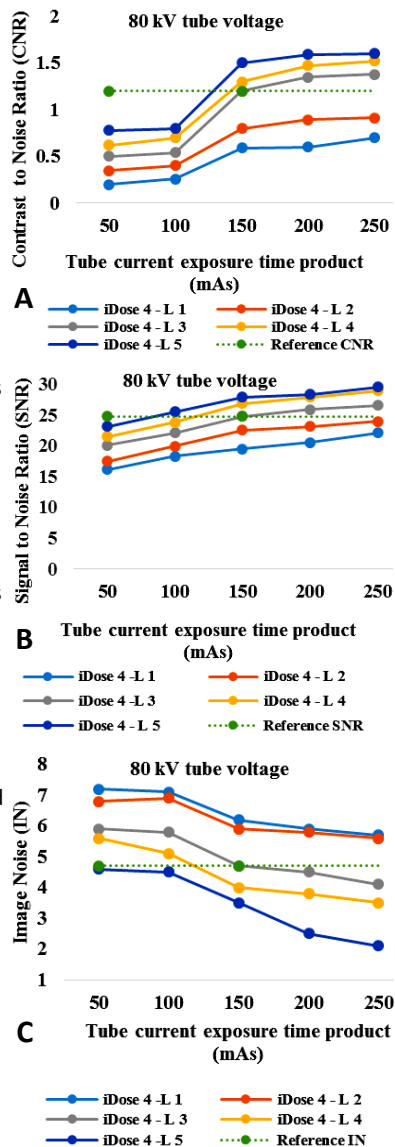 80 kV tube voltage
Contrast to Noise Ratio (CNR)
2
1.5
1
0.5
0
50 100 150 200 250
Tube current exposure time product
(mAs)
A
iDose 4 - L 1 iDose 4 - L 2
iDose 4 - L 3 iDose 4 - L 4
iDose 4 -L 5 Reference CNR
80 kV tube voltage
Signal to Noise Ratio (SNR)
30
25
20
15
10
5
0
50 100 150 200 250
B
Tube current exposure time product
(mAs)
iDose 4 -L 1 iDose 4 - L 2
iDose 4 -L 3 iDose 4 - L 4
iDose 4 - L 5 Reference SNR
80 kV tube voltage
Image Noise (IN)
8
7
6
5
4
3
2
1
50 100 150 200 250
C
Tube current exposure time product
(mAs)
iDose 4 -L 1 iDose 4 -L 2
iDose 4 -L 3 iDose 4 -L 4
iDose 4 -L 5 Reference IN